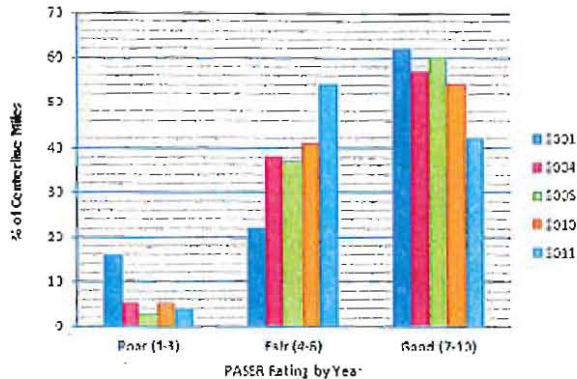 70
60
50
40
30
20
10
0
% of Centerline Miles
Poor (1-3)
Fair (4-6)
Good (7-10)
PASER Rating by Year
2001
2004
2010
2011